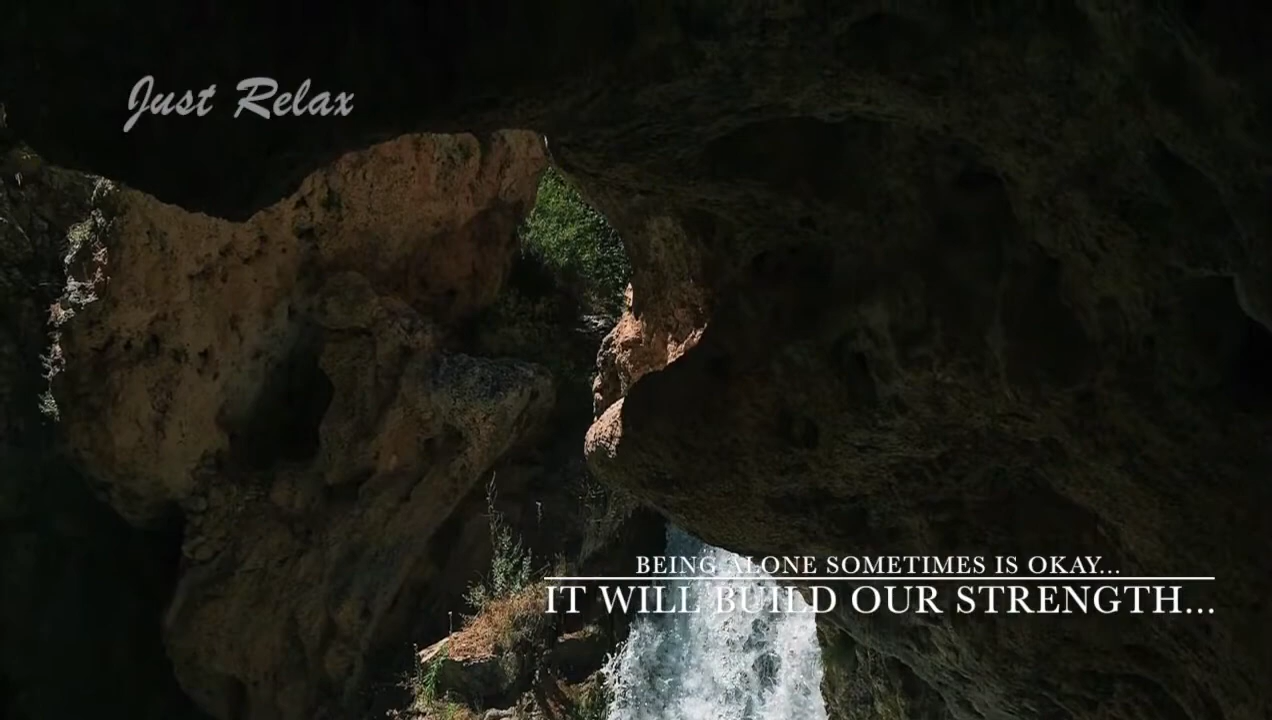 Just Relax
BEING ALONE SOMETIMES IS OKAY...
IT WILL BUILD OUR STRENGTH...